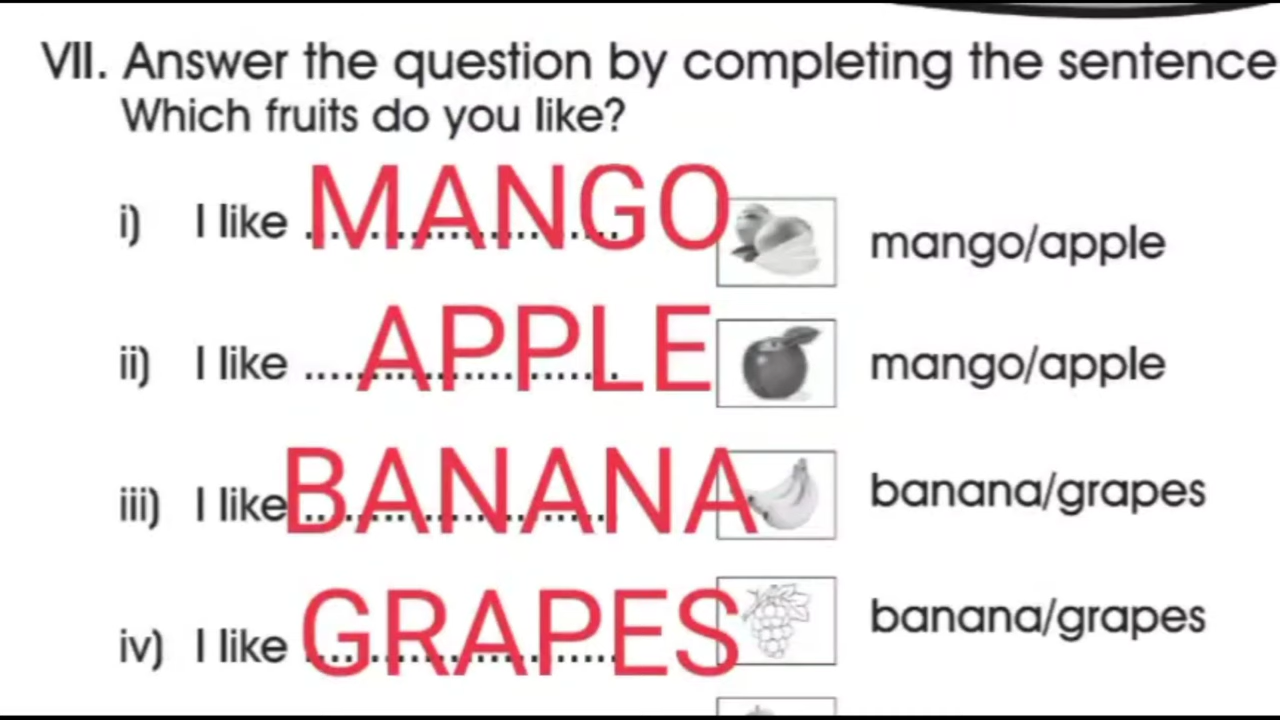 VII. Answer the question by completing the sentence
Which fruits do you like?
i) I like MANGO mango/apple
ii) I like APPLE mango/apple
iii) I like BANANA banana/grapes
iv) I like GRAPES banana/grapes